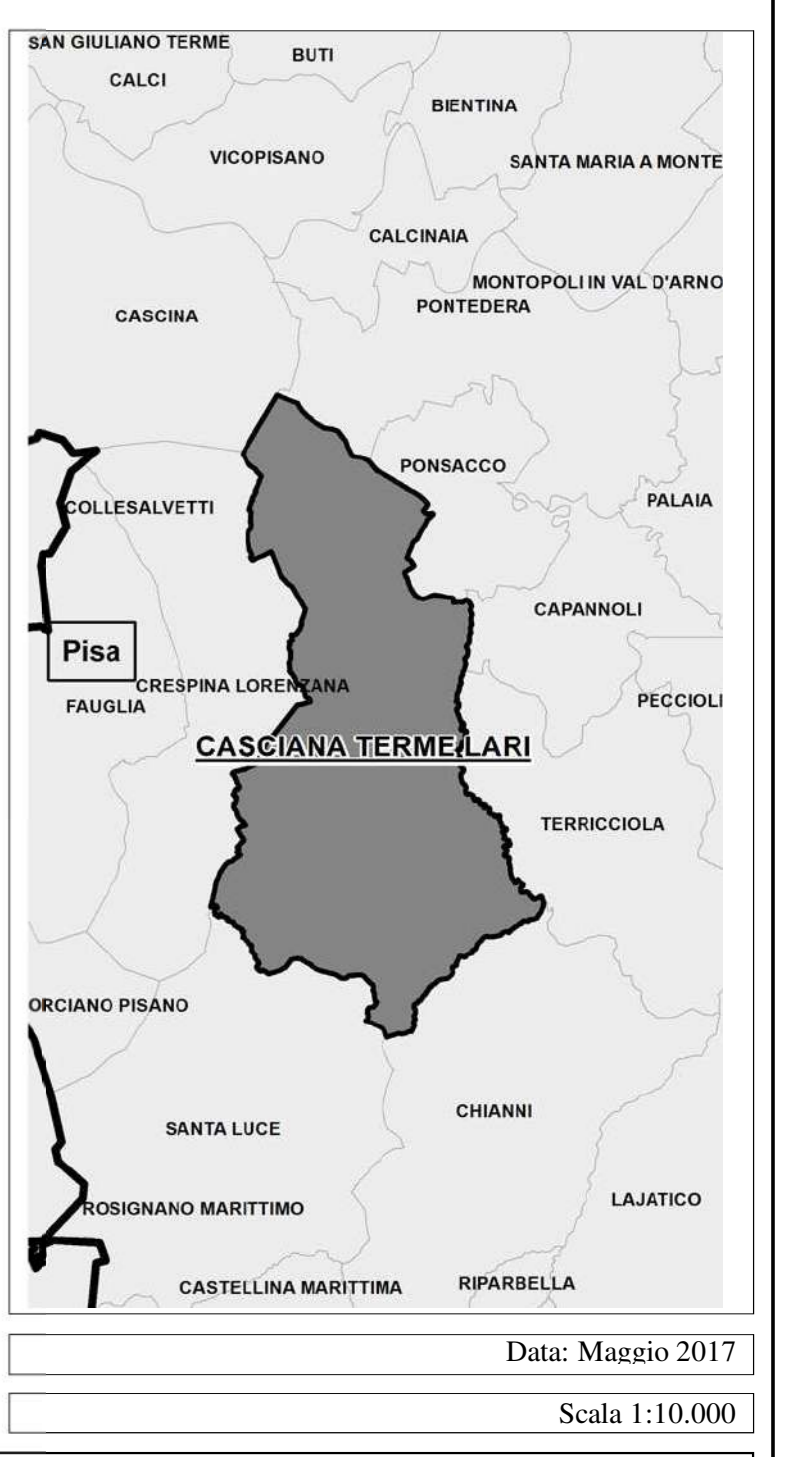 SAN GIULIANO TERME
BUTI
CALCI
BIENTINA
VICOPISANO
SANTA MARIA A MONTE
CALCINAIA
MONTOPOLI IN VAL D'ARNO
PONTEDERA
CASCINA
PONSACCO
PALAIA
COLLESALVETTI
CAPANNOLI
Pisa
CRESPINA LORENZANA
PECCIOLI
FAUGLIA
CASCIANA TERME LARI
TERRICCIOLA
ORCIANO PISANO
CHIANNI
SANTA LUCE
LAJATICO
ROSIGNANO MARITTIMO
RIPARBELLA
CASTELLINA MARITTIMA
Data: Maggio 2017
Scala 1:10.000